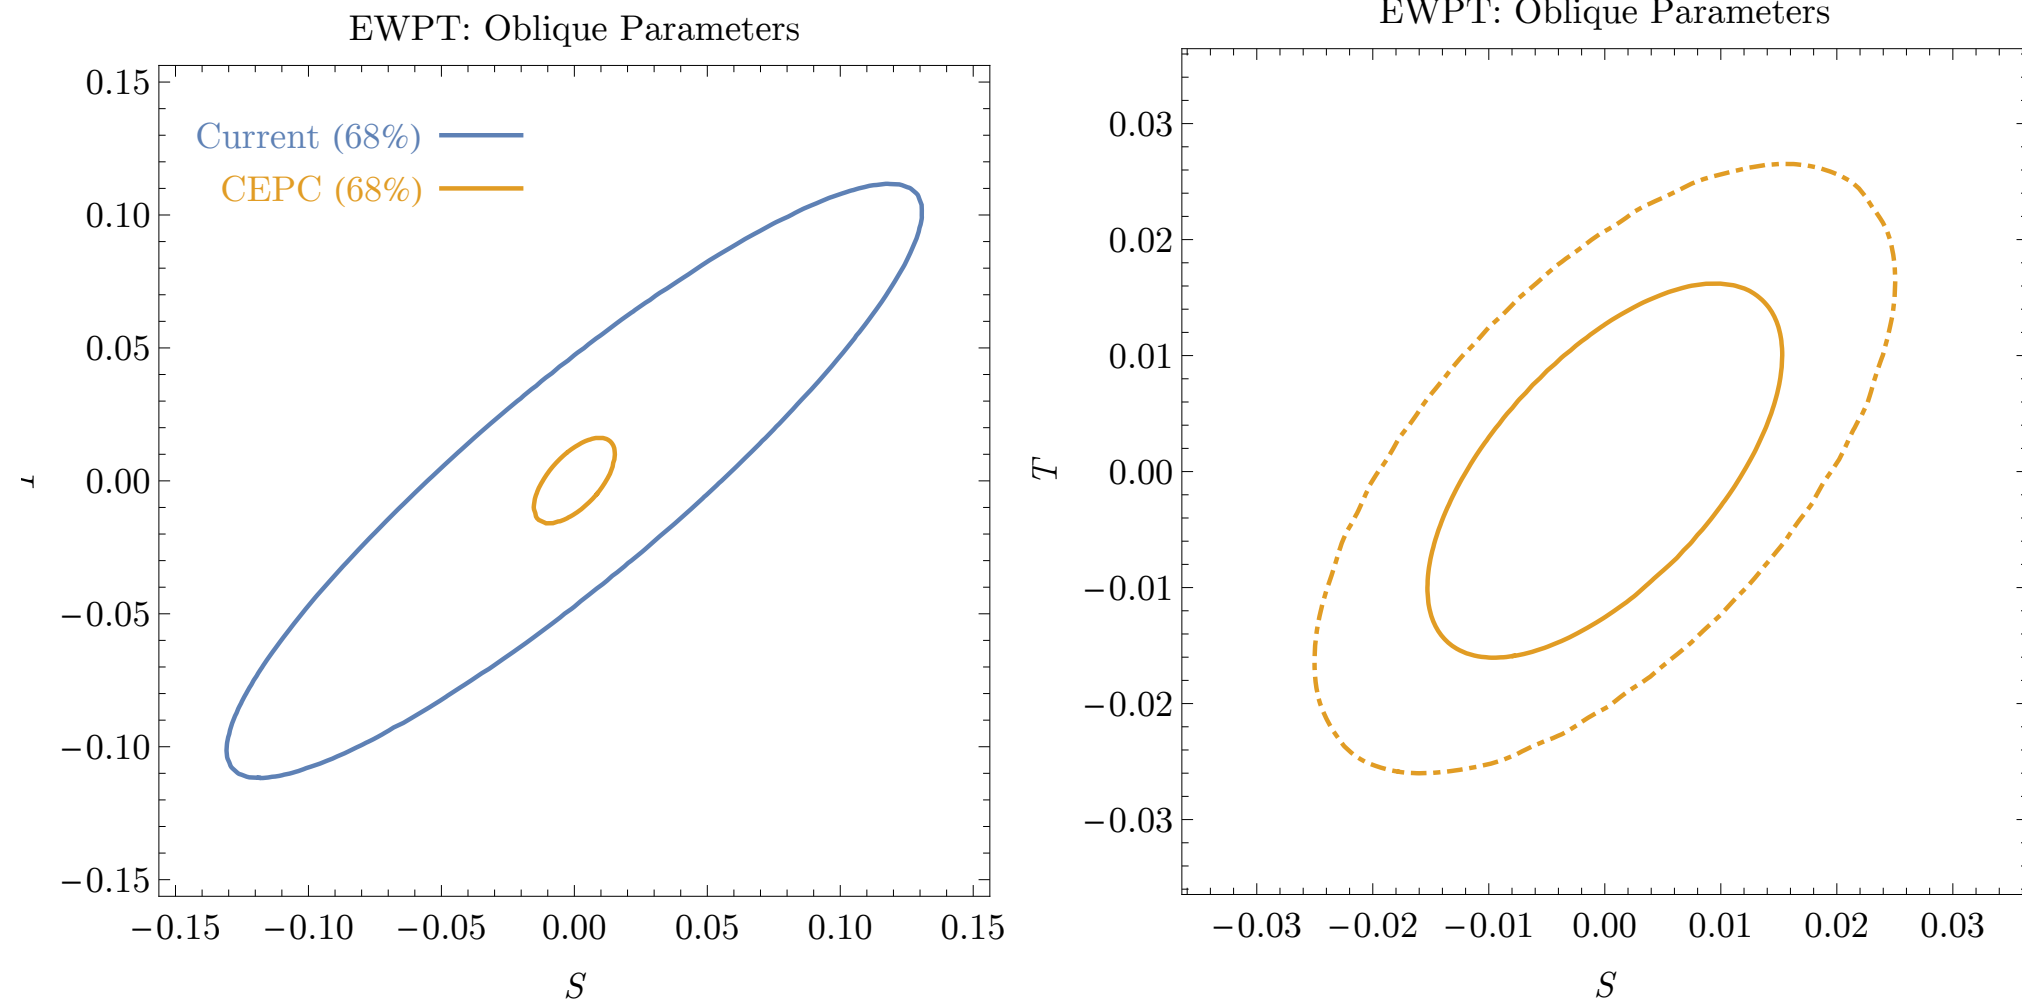 EWPT: Oblique Parameters
0.15
Current (68%)
CEPC (68%)
0.10
0.05
0.00
−0.05
−0.10
−0.15
−0.15 −0.10 −0.05 0.00 0.05 0.10 0.15
S
EWPT: Oblique Parameters
0.03
0.02
0.01
T
0.00
−0.01
−0.02
−0.03
−0.03 −0.02 −0.01 0.00 0.01 0.02 0.03
S